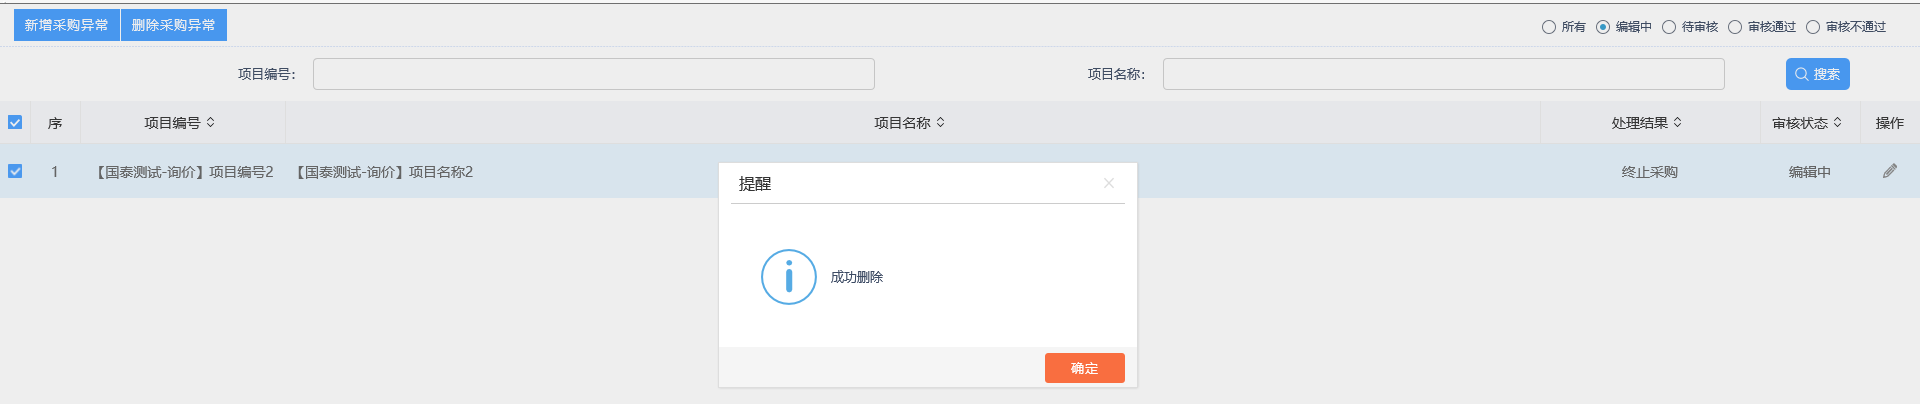 新增采购异常 删除采购异常 所有 编辑中 待审核 审核通过 审核不通过
项目编号: 项目名称: 搜索
序 项目编号 项目名称 处理结果 审核状态 操作
1 【国泰测试-询价】项目编号2 【国泰测试-询价】项目名称2 终止采购 编辑中
提醒
成功删除
确定